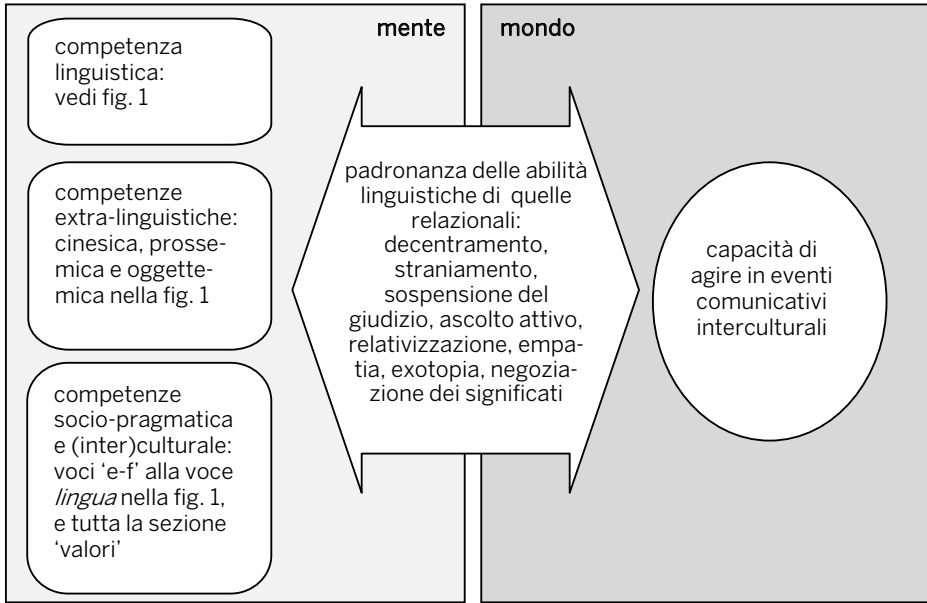 mente
mondo
competenza
linguistica:
vedi fig. 1
competenze
extra-linguistiche:
cinesica, prosse-
mica e oggette-
mica nella fig. 1
competenze
socio-pragmatica
e (inter)culturale:
voci ‘e-f’ alla voce
lingua nella fig. 1,
e tutta la sezione
‘valori’
padronanza delle abilità
linguistiche di quelle
relazionali:
decentramento,
straniamento,
sospensione del
giudizio, ascolto attivo,
relativizzazione, empa-
tia, exotopia, negozia-
azione dei significati
capacità di
agire in eventi
comunicativi
interculturali